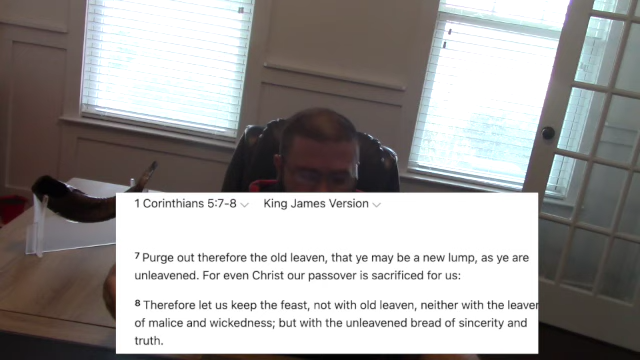 1 Corinthians 5:7-8 King James Version
7 Purge out therefore the old leaven, that ye may be a new lump, as ye are
unleavened. For even Christ our passover is sacrificed for us:
8 Therefore let us keep the feast, not with old leaven, neither with the leaven
of malice and wickedness; but with the unleavened bread of sincerity and
truth.